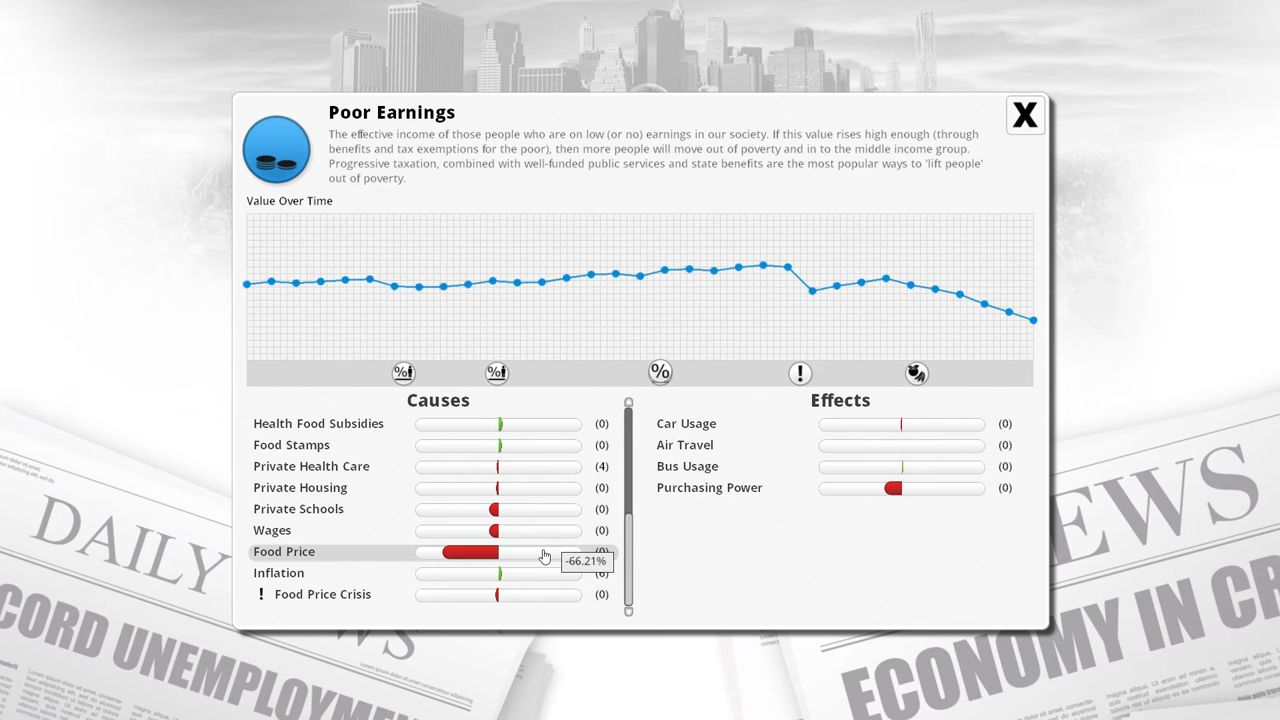 Poor Earnings
X
The effective income of those people who are on low (or no) earnings in our society. If this value rises high enough (through
benefits and tax exemptions for the poor), then more people will move out of poverty and in to the middle income group.
Progressive taxation, combined with well-funded public services and state benefits are the most popular ways to 'lift people'
out of poverty.
Value Over Time
% % % !
Causes
Health Food Subsidies (0)
Food Stamps (0)
Private Health Care (4)
Private Housing (0)
Private Schools (0)
Wages (0)
Food Price (0)
-66.21%
Inflation
! Food Price Crisis (0)
Effects
Car Usage (0)
Air Travel (0)
Bus Usage (0)
Purchasing Power (0)
DAILY
NEWS
CORD UNEMPLOYME
ECONOMY IN CR